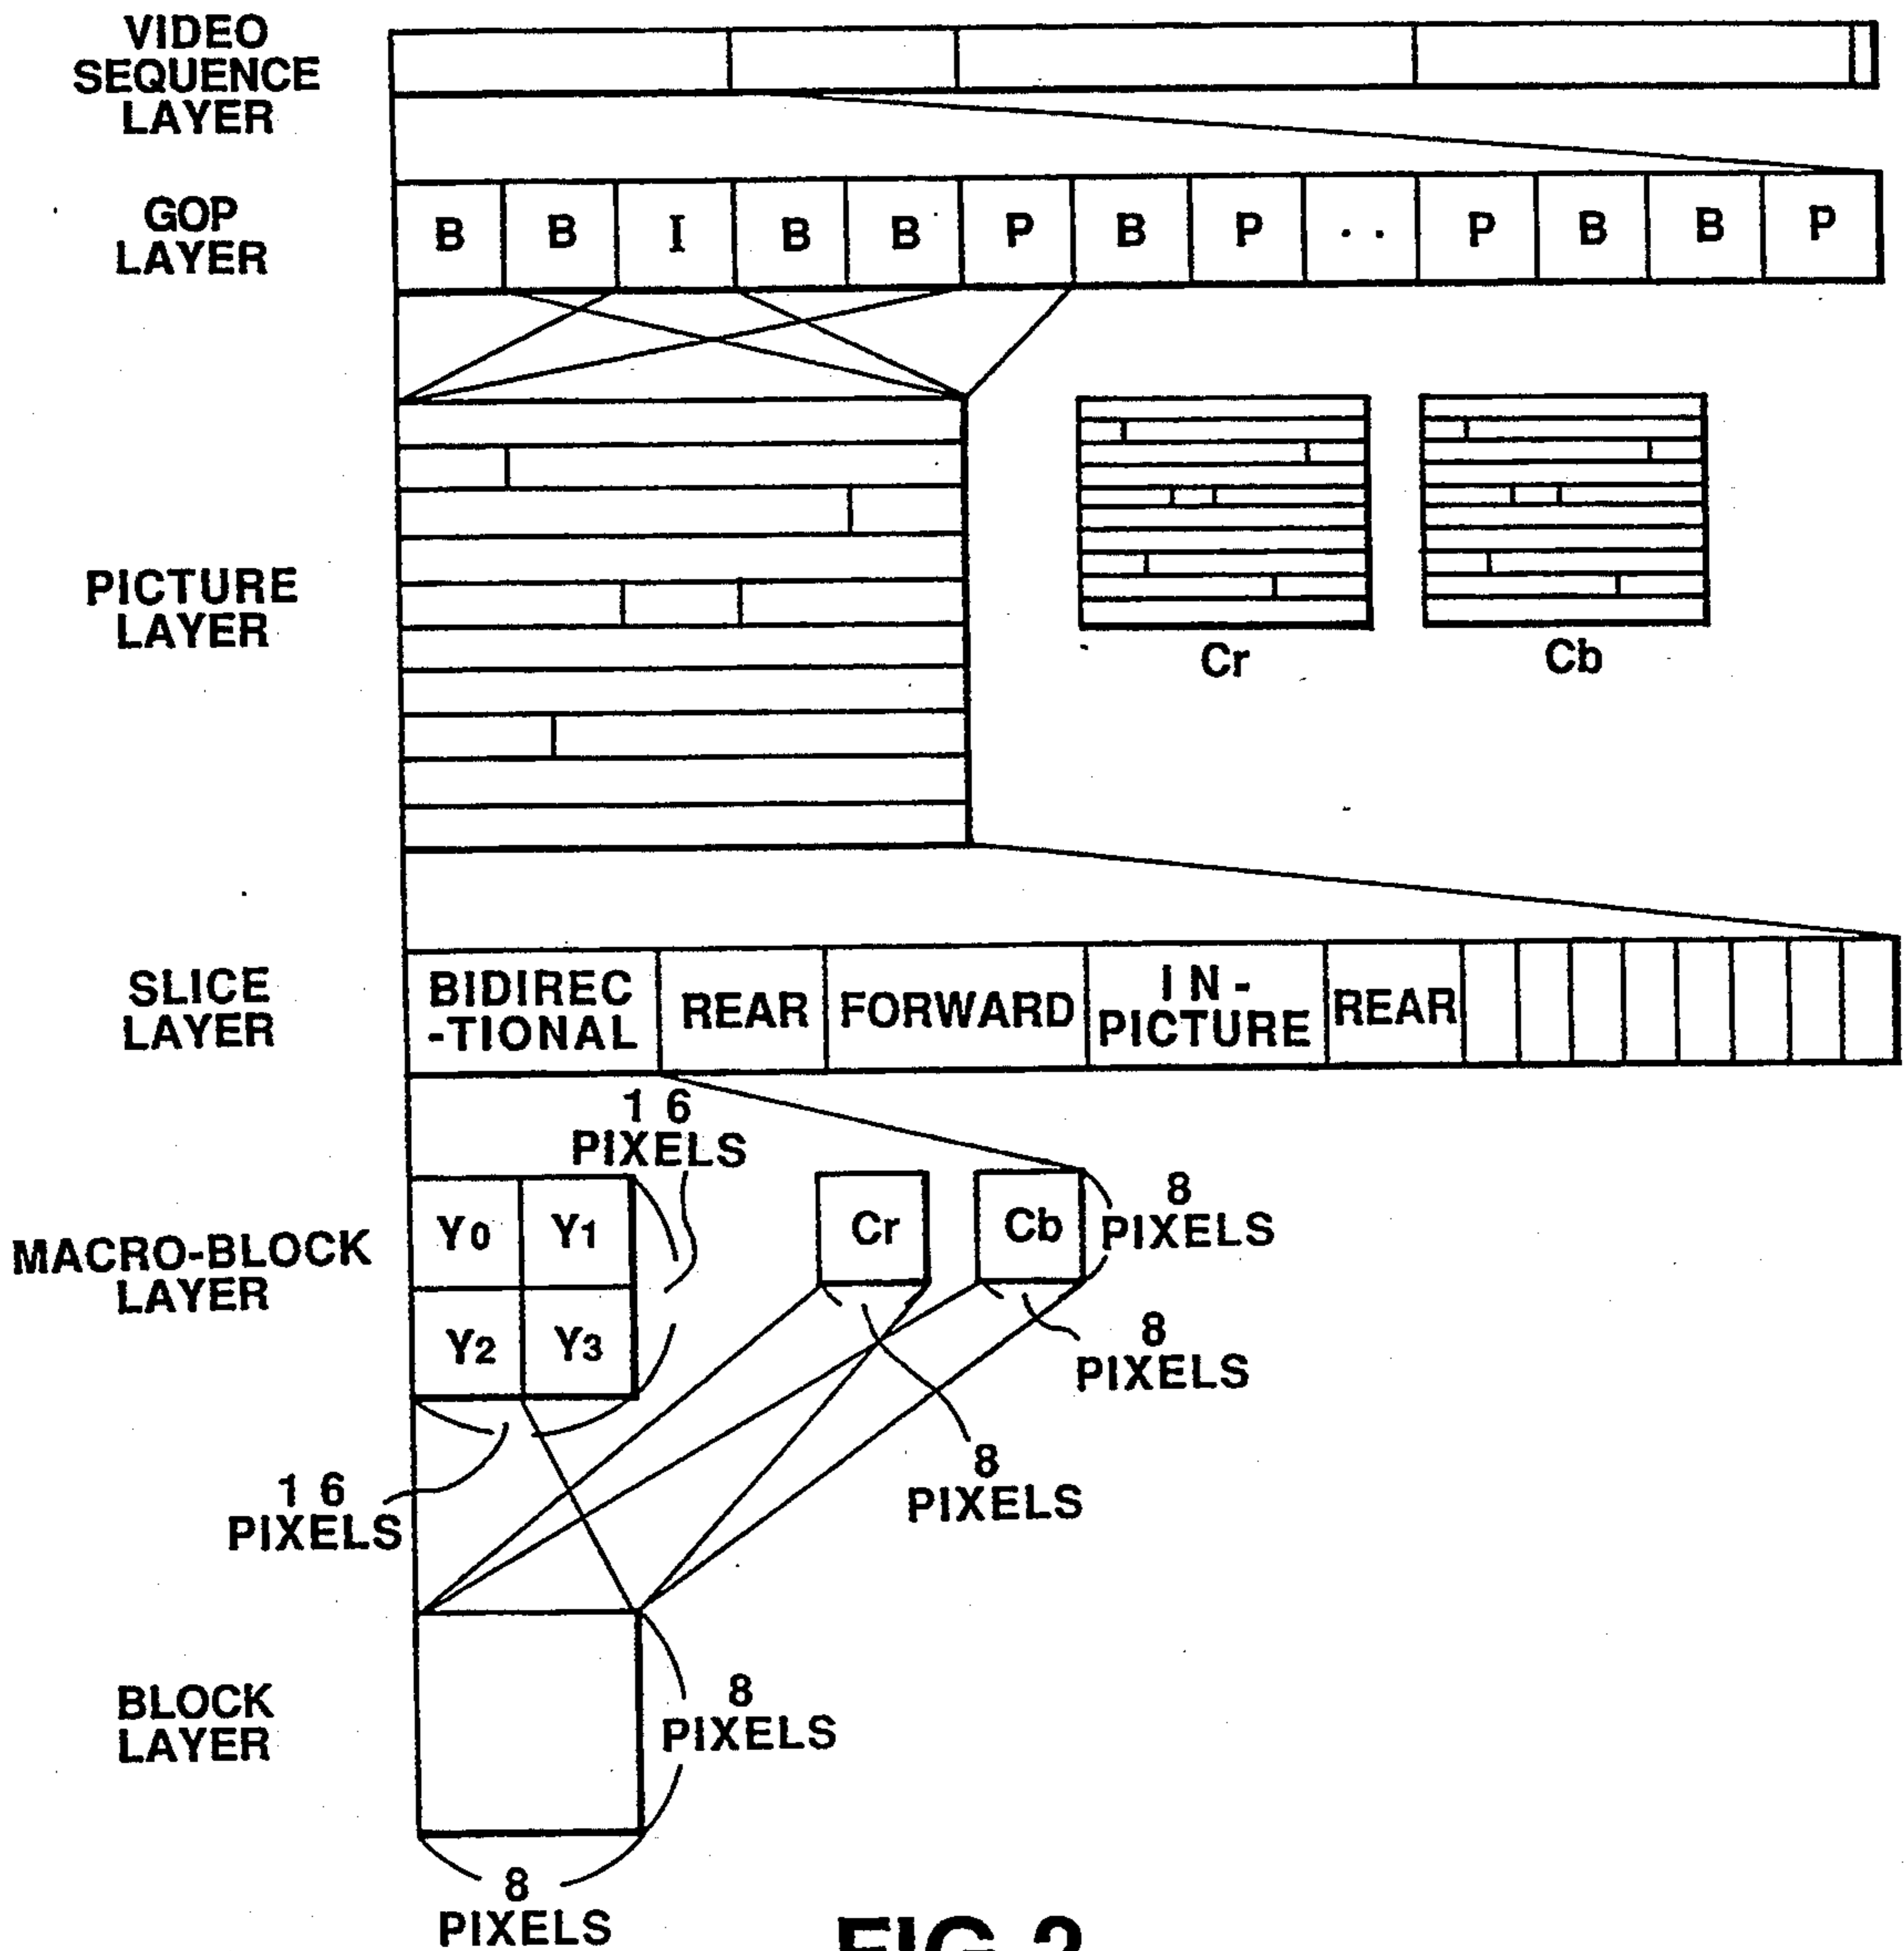 VIDEO
SEQUENCE
LAYER
GOP
LAYER
B B I B B P B P .. P B B P
PICTURE
LAYER
Cr
Cb
SLICE
LAYER
BIDIREC
-TIONAL
REAR
FORWARD
IN-
PICTURE
REAR
16
PIXELS
MACRO-BLOCK
LAYER
Y0 Y1
Y2 Y3
Cr
Cb
8
PIXELS
8
PIXELS
8
PIXELS
16
PIXELS
BLOCK
LAYER
8
PIXELS
8
PIXELS
FIG.2